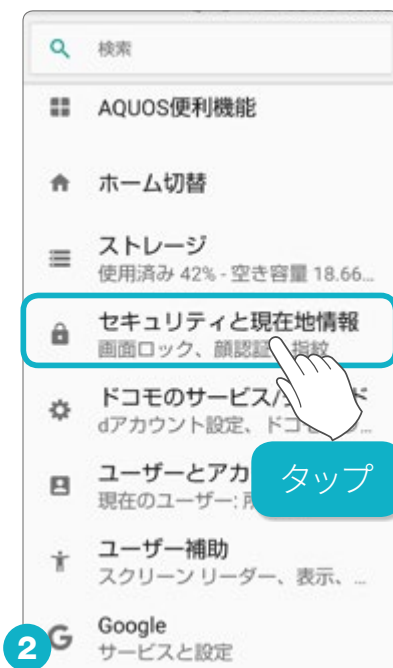 検索
AQUOS便利機能
ホーム切替
ストレージ
使用済み 42% - 空き容量 18.66...
セキュリティと現在地情報
画面ロック、顔認証、指紋
ドコモのサービス/
dアカウント設定、ドコモ
ユーザーとアカ
現在のユーザー:
タップ
ユーザー補助
スクリーン リーダー、表示、...
Google
サービスと設定
2